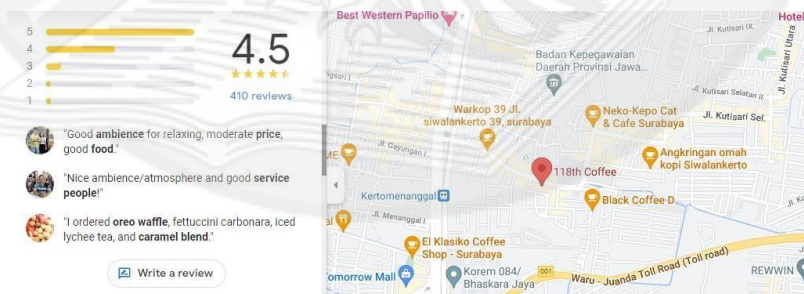 5
4
3
2
1
4.5
410 reviews
"Good ambience for relaxing, moderate price,
good food."
"Nice ambience/atmosphere and good service
people!"
"I ordered oreo waffle, fettuccini carbonara, iced
lychee tea, and caramel blend."
Write a review
Best Western Papilio
Hotel
Jl. Kutisari IX
Jl. Kutisari Utara
Badan Kepegawaian
Daerah Provinsi Jawa...
Jl. Kutisari Selatan II
Warkop 39 Jl.
siwalankerto 39, surabaya
Neko-Kepo Cat
& Cafe Surabaya
Jl. Kutisari Sel.
Jl. Gayungan I
Angkringan omah
kopi Siwalankerto
118th Coffee
Kertomenanggal
Black Coffee-D
Jl. Menanggal I
El Klasiko Coffee
Shop - Surabaya
Korem 084/
Bhaskara Jaya
001
Waru - Juanda Toll Road (Toll road)
REWWIN